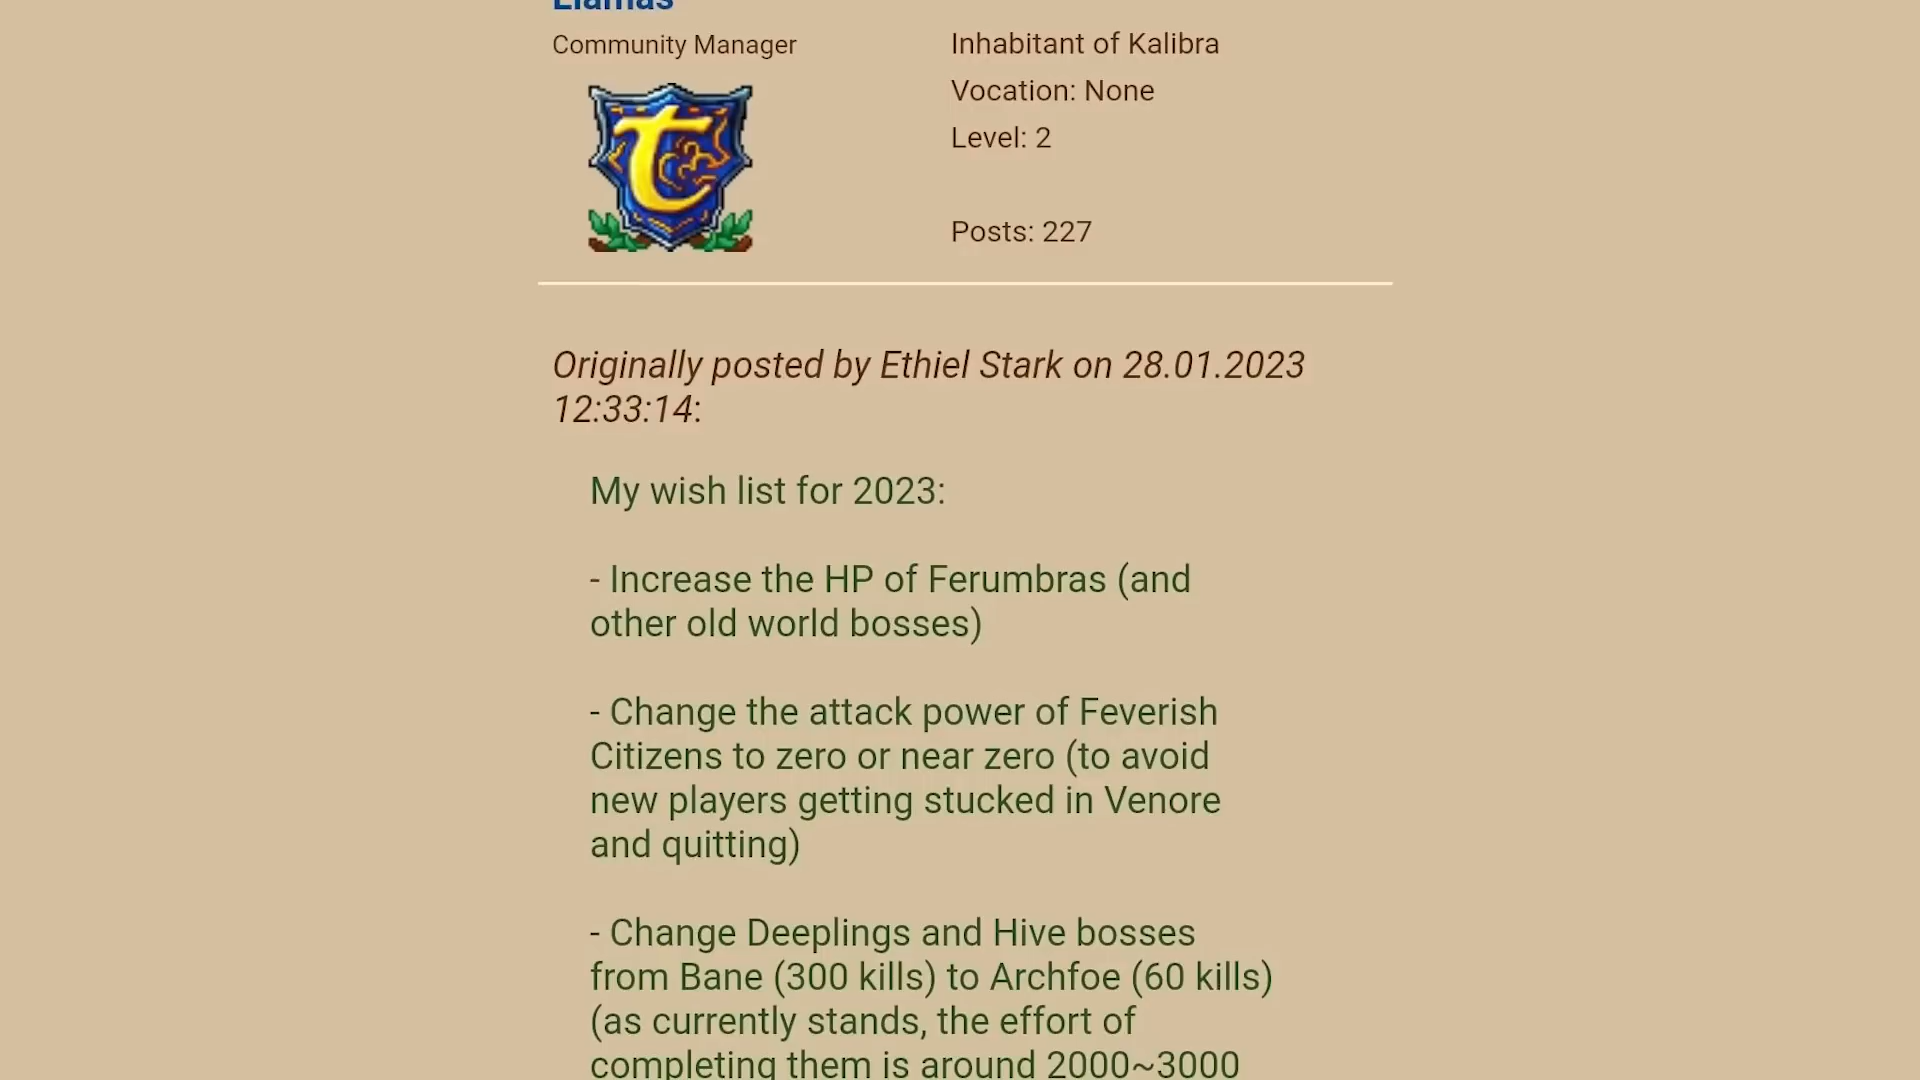 Elamas
Community Manager
Inhabitant of Kalibra
Vocation: None
Level: 2
Posts: 227
Originally posted by Ethiel Stark on 28.01.2023
12:33:14:
My wish list for 2023:
- Increase the HP of Ferumbras (and
other old world bosses)
- Change the attack power of Feverish
Citizens to zero or near zero (to avoid
new players getting stucked in Venore
and quitting)
- Change Deeplings and Hive bosses
from Bane (300 kills) to Archfoe (60 kills)
(as currently stands, the effort of
completing them is around 2000~3000